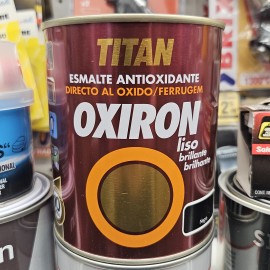 TITAN
ESMALTE ANTIOXIDANTE
DIRECTO AL OXIDO/FERRUGEM
OXIRON
liso
brillante
brilhante